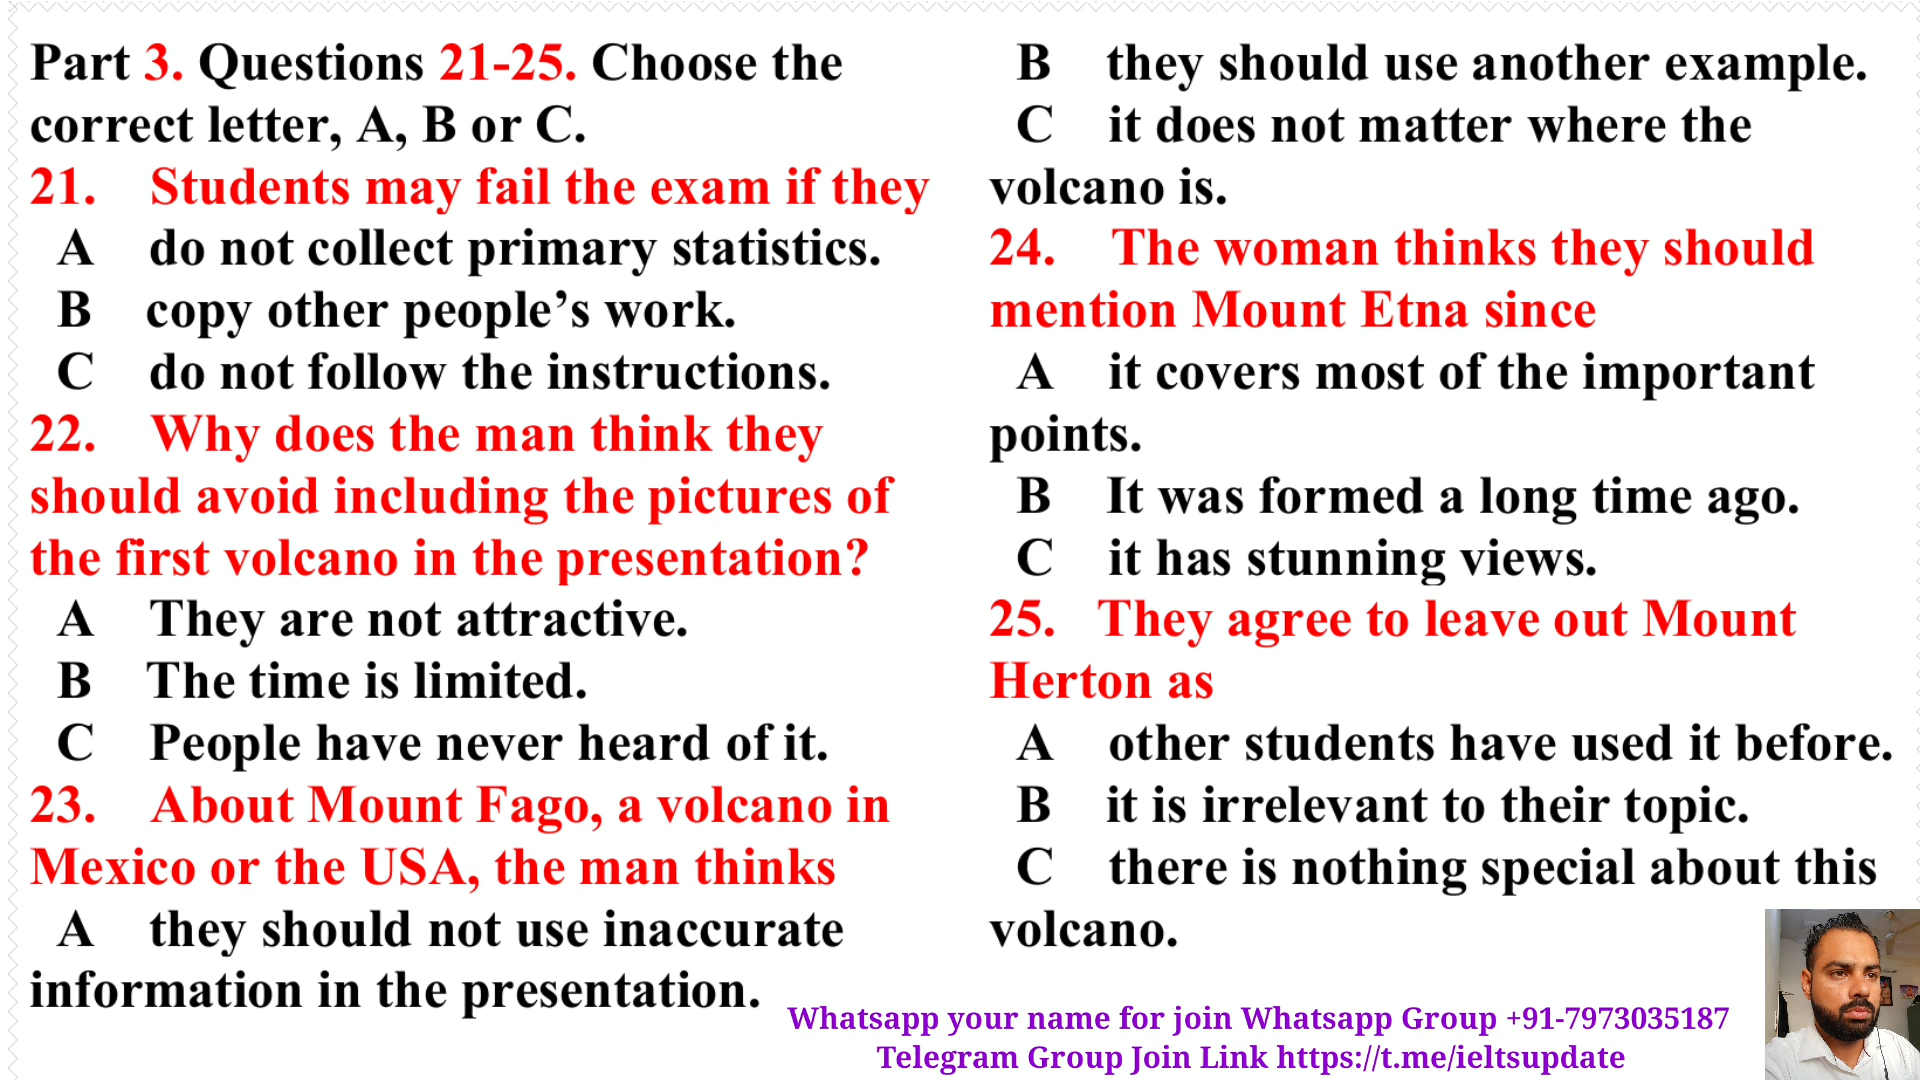 Part 3. Questions 21-25. Choose the
correct letter, A, B or C.
21. Students may fail the exam if they
A do not collect primary statistics.
B copy other people’s work.
C do not follow the instructions.
22. Why does the man think they
should avoid including the pictures of
the first volcano in the presentation?
A They are not attractive.
B The time is limited.
C People have never heard of it.
23. About Mount Fago, a volcano in
Mexico or the USA, the man thinks
A they should not use inaccurate
information in the presentation.
B they should use another example.
C it does not matter where the
volcano is.
24. The woman thinks they should
mention Mount Etna since
A it covers most of the important
points.
B It was formed a long time ago.
C it has stunning views.
25. They agree to leave out Mount
Herton as
A other students have used it before.
B it is irrelevant to their topic.
C there is nothing special about this
volcano.
Whatsapp your name for join Whatsapp Group +91-7973035187
Telegram Group Join Link https://t.me/ieltsupdate